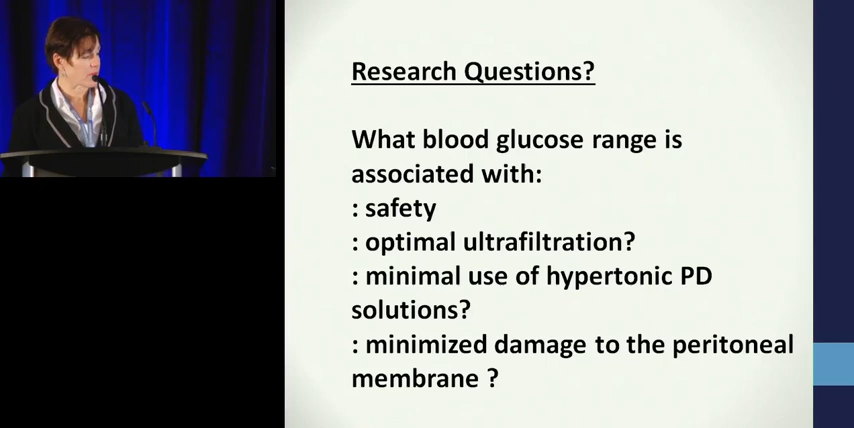 Research Questions?
What blood glucose range is
associated with:
: safety
: optimal ultrafiltration?
: minimal use of hypertonic PD
solutions?
: minimized damage to the peritoneal
membrane ?